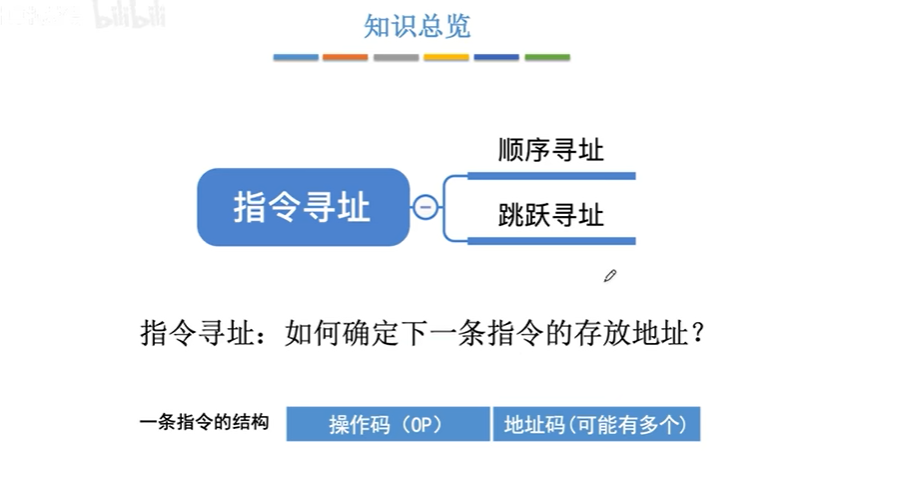 bilibili
知识总览
顺序寻址
指令寻址
跳跃寻址
指令寻址：如何确定下一条指令的存放地址？
一条指令的结构 操作码（OP） 地址码(可能有多个)